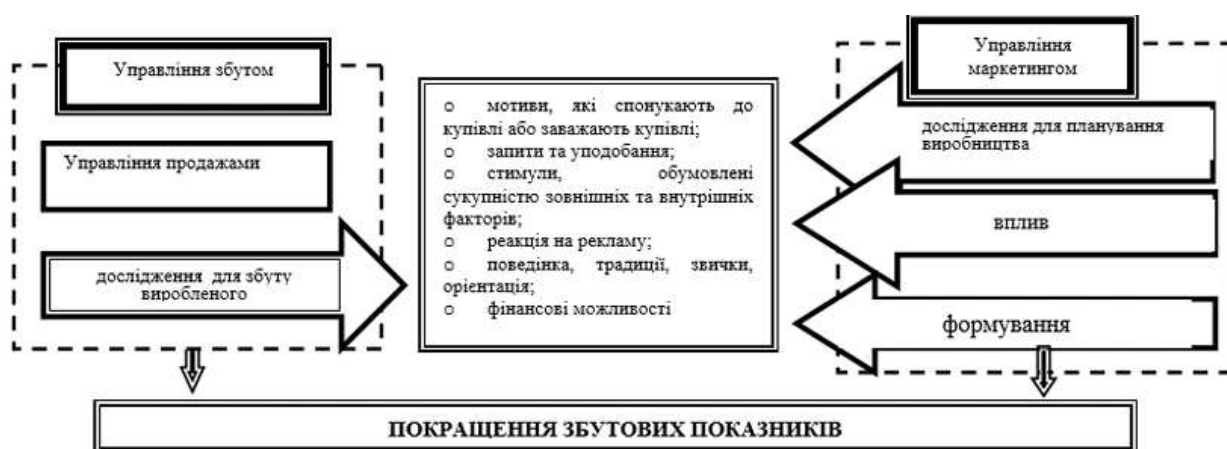 Управління збутом
Управління продажами
дослідження для збуту
виробленого
o мотиви, які спонукають до
купівлі або заважають купівлі;
o запити та уподобання;
o стимули, обумовлені
сукупністю зовнішніх та внутрішніх
факторів;
o реакція на рекламу;
o поведінка, традиції, звички,
орієнтація;
o фінансові можливості
Управління
маркетингом
дослідження для планування
виробництва
вплив
формування
ПОКРАЩЕННЯ ЗБУТОВИХ ПОКАЗНИКІВ